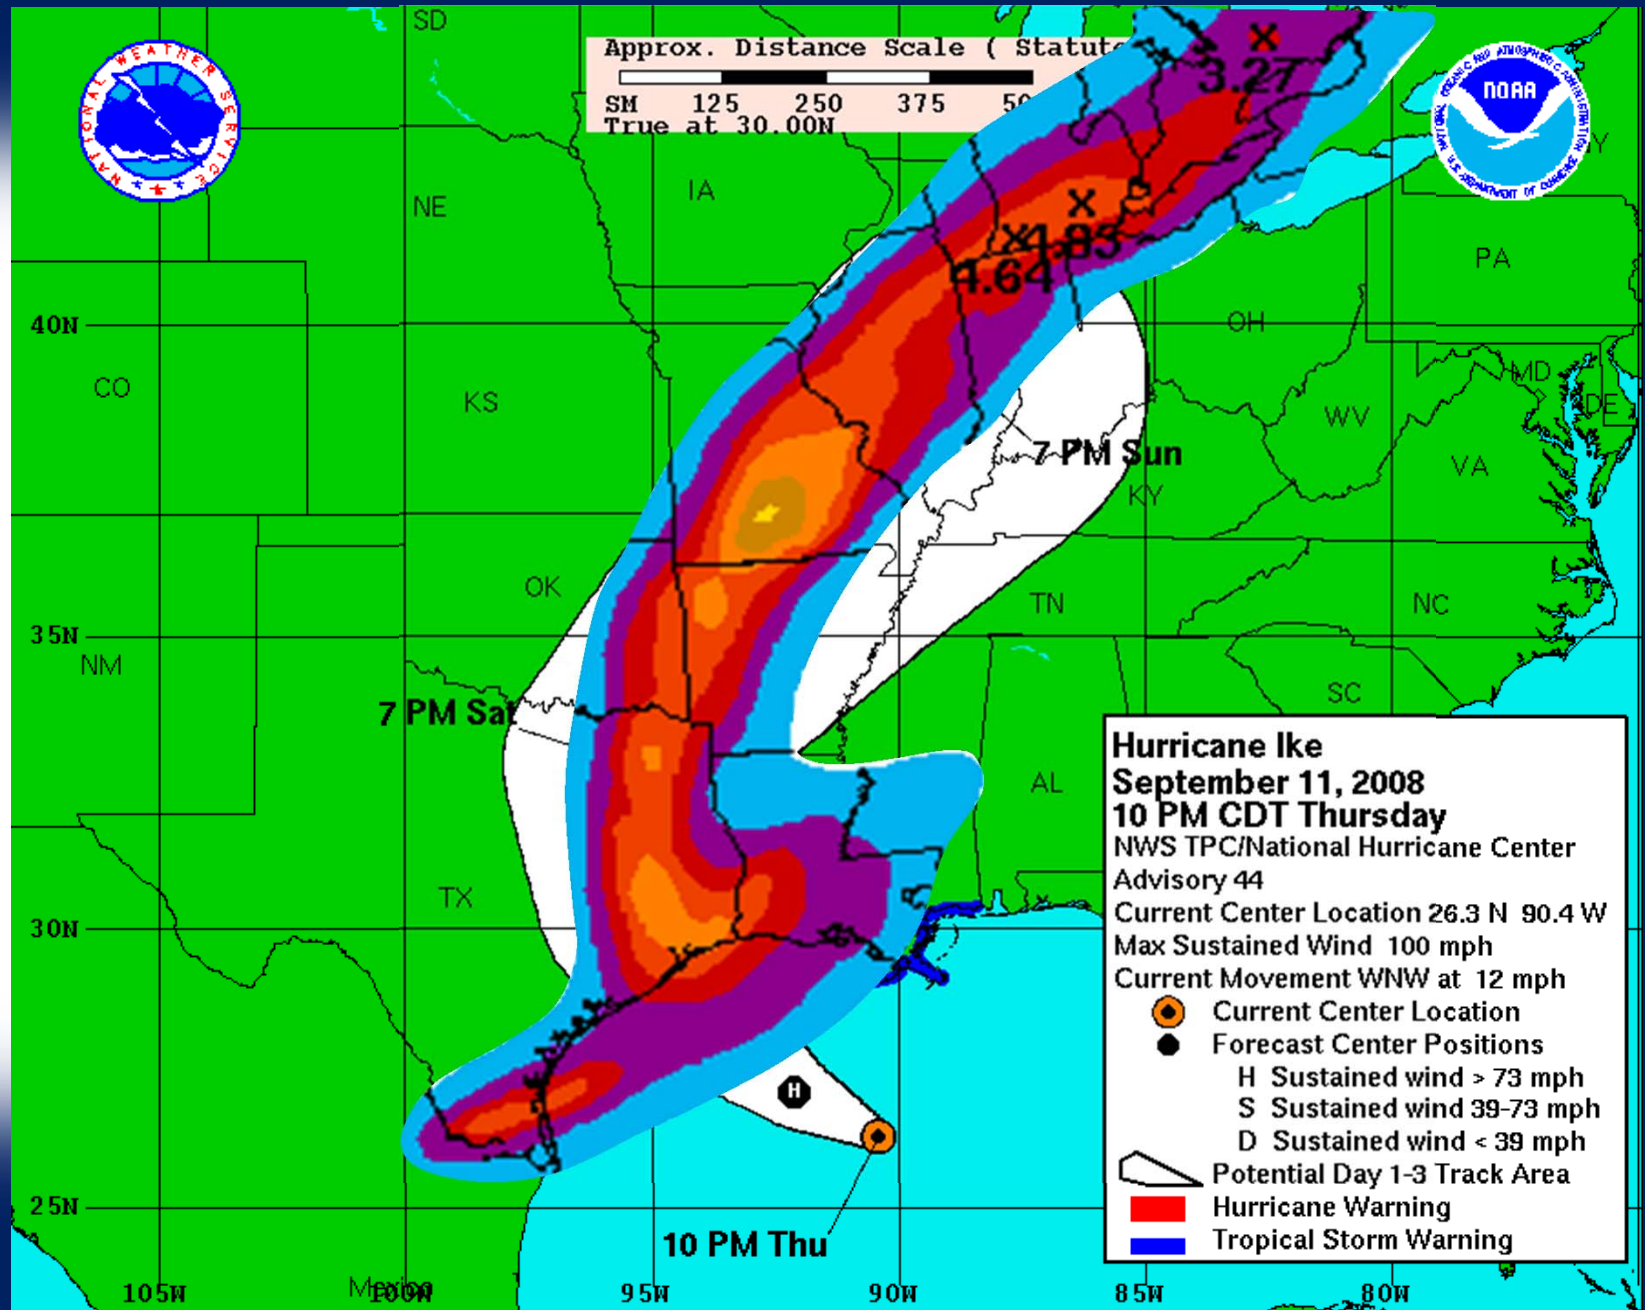 SD
Approx. Distance Scale ( Statute
SM 125 250 375 50
True at 30.00N
NATIONAL WEATHER SERVICE
NOAA
3.27
IA
NE
4.83
4.64
PA
40N
OH
CO
KS
MD
DE
WV
7 PM Sun
VA
KY
OK
TN
NC
35N
NM
SC
7 PM Sat
AL
TX
30N
Hurricane Ike
September 11, 2008
10 PM CDT Thursday
NWS TPC/National Hurricane Center
Advisory 44
Current Center Location 26.3 N 90.4 W
Max Sustained Wind 100 mph
Current Movement WNW at 12 mph
Current Center Location
Forecast Center Positions
H Sustained wind > 73 mph
S Sustained wind 39-73 mph
D Sustained wind < 39 mph
Potential Day 1-3 Track Area
Hurricane Warning
Tropical Storm Warning
H
25N
10 PM Thu
Mexico
105W 100W 95W 90W 85W 80W